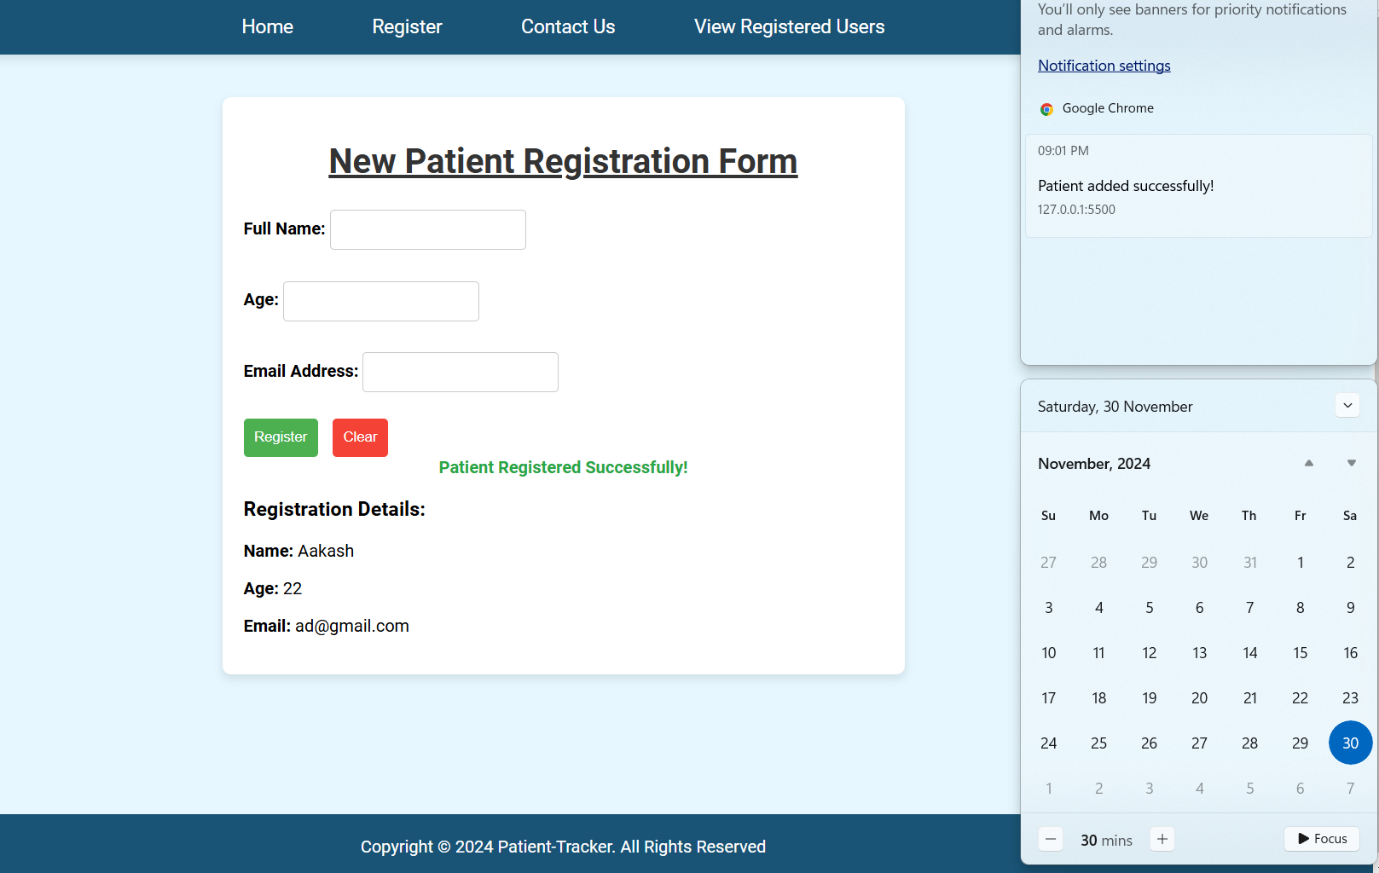 Home Register Contact Us View Registered Users
New Patient Registration Form
Full Name:
Age:
Email Address:
Register Clear
Patient Registered Successfully!
Registration Details:
Name: Aakash
Age: 22
Email: ad@gmail.com
Copyright © 2024 Patient-Tracker. All Rights Reserved
You'll only see banners for priority notifications
and alarms.
Notification settings
Google Chrome
09:01 PM
Patient added successfully!
127.0.0.1:5500
Saturday, 30 November
November, 2024
Su Mo Tu We Th Fr Sa
27 28 29 30 31 1 2
3 4 5 6 7 8 9
10 11 12 13 14 15 16
17 18 19 20 21 22 23
24 25 26 27 28 29 30
1 2 3 4 5 6 7
30 mins Focus